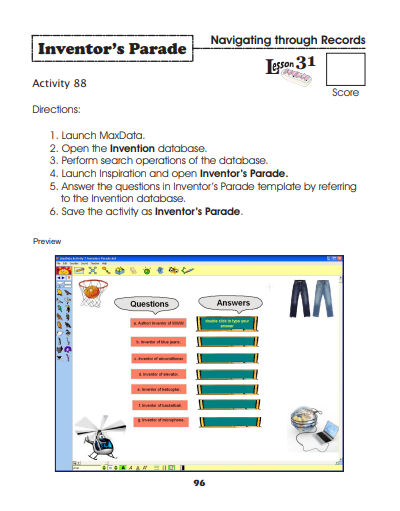 Inventor's Parade
Navigating through Records
Lesson 31
Score
Activity 88
Directions:
1. Launch MaxData.
2. Open the Invention database.
3. Perform search operations of the database.
4. Launch Inspiration and open Inventor's Parade.
5. Answer the questions in Inventor's Parade template by referring
to the Invention database.
6. Save the activity as Inventor's Parade.
Preview
Questions
Answers
a. Author/ Inventor of WWW
double click to type your
answer
b. Inventor of blue jeans.
c. Inventor of airconditioner.
d. Inventor of elevator.
e. Inventor of helicopter.
f. Inventor of basketball.
g. Inventor of microphone.
96